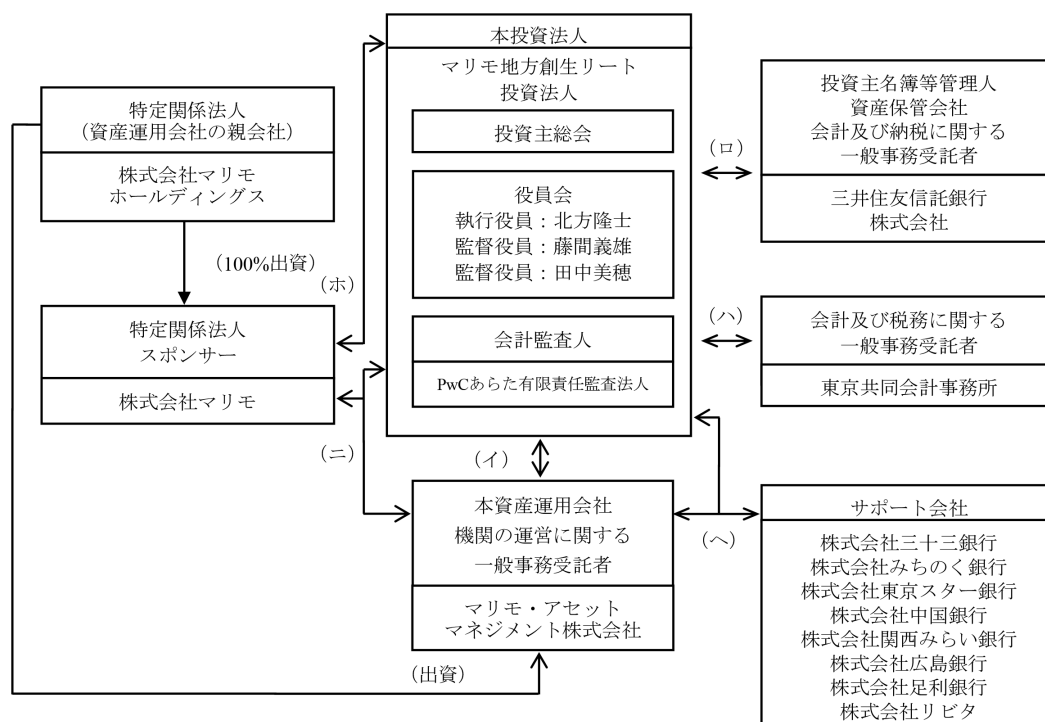 特定関係法人
（資産運用会社の親会社）
株式会社マリモ
ホールディングス
（100%出資）
（ホ）
特定関係法人
スポンサー
株式会社マリモ
（ニ）
本投資法人
マリモ地方創生リート
投資法人
投資主総会
役員会
執行役員：北方隆士
監督役員：藤間義雄
監督役員：田中美穂
会計監査人
PwCあらた有限責任監査法人
（イ）
本資産運用会社
機関の運営に関する
一般事務受託者
マリモ・アセット
マネジメント株式会社
（出資）
（ロ）
投資主名簿等管理人
資産保管会社
会計及び納税に関する
一般事務受託者
三井住友信託銀行
株式会社
（ハ）
会計及び税務に関する
一般事務受託者
東京共同会計事務所
（ヘ）
サポート会社
株式会社三十三銀行
株式会社みちのく銀行
株式会社東京スター銀行
株式会社中国銀行
株式会社関西みらい銀行
株式会社広島銀行
株式会社足利銀行
株式会社リビタ